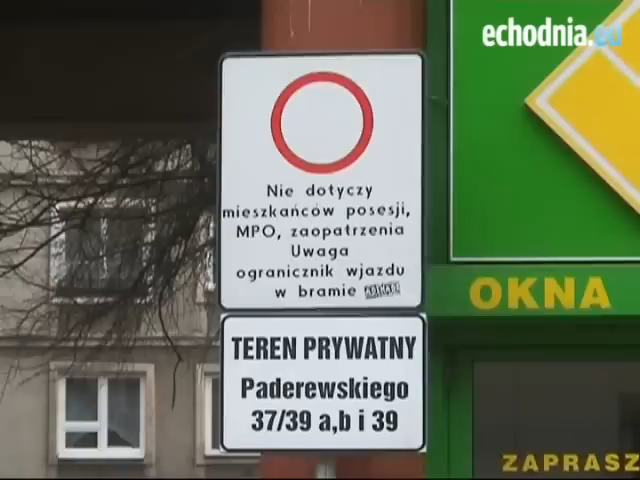 echodnia.eu
Nie dotyczy
mieszkańców posesji,
MPO, zaopatrzenia
Uwaga
ogranicznik wjazdu
w bramie
TEREN PRYWATNY
Paderewskiego
37/39 a,b i 39
OKNA
ZAPRASZ